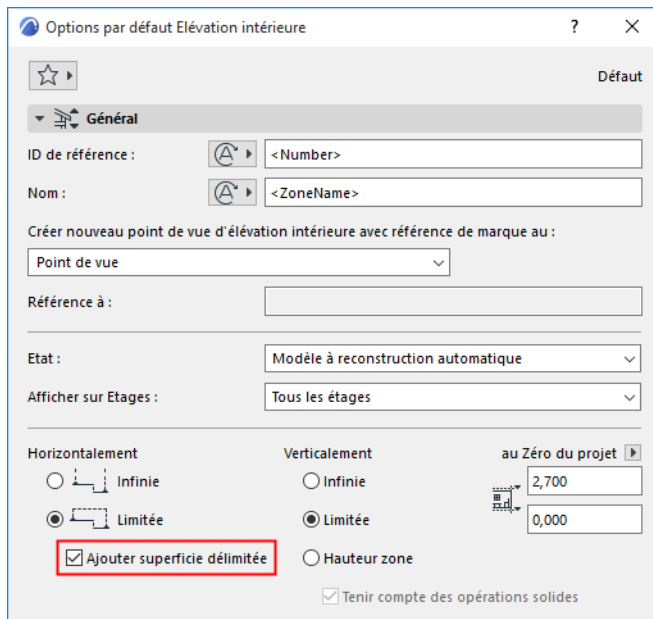 Options par défaut Elévation intérieure
?
Défaut
Général
ID de référence : <Number>
Nom : <ZoneName>
Créer nouveau point de vue d'élévation intérieure avec référence de marque au :
Point de vue
Référence à :
Etat : Modèle à reconstruction automatique
Afficher sur Etages : Tous les étages
Horizontalement Verticalement au Zéro du projet
Infinie Infinie 2,700
Limitée Limitée 0,000
Ajouter superficie délimitée Hauteur zone
Tenir compte des opérations solides